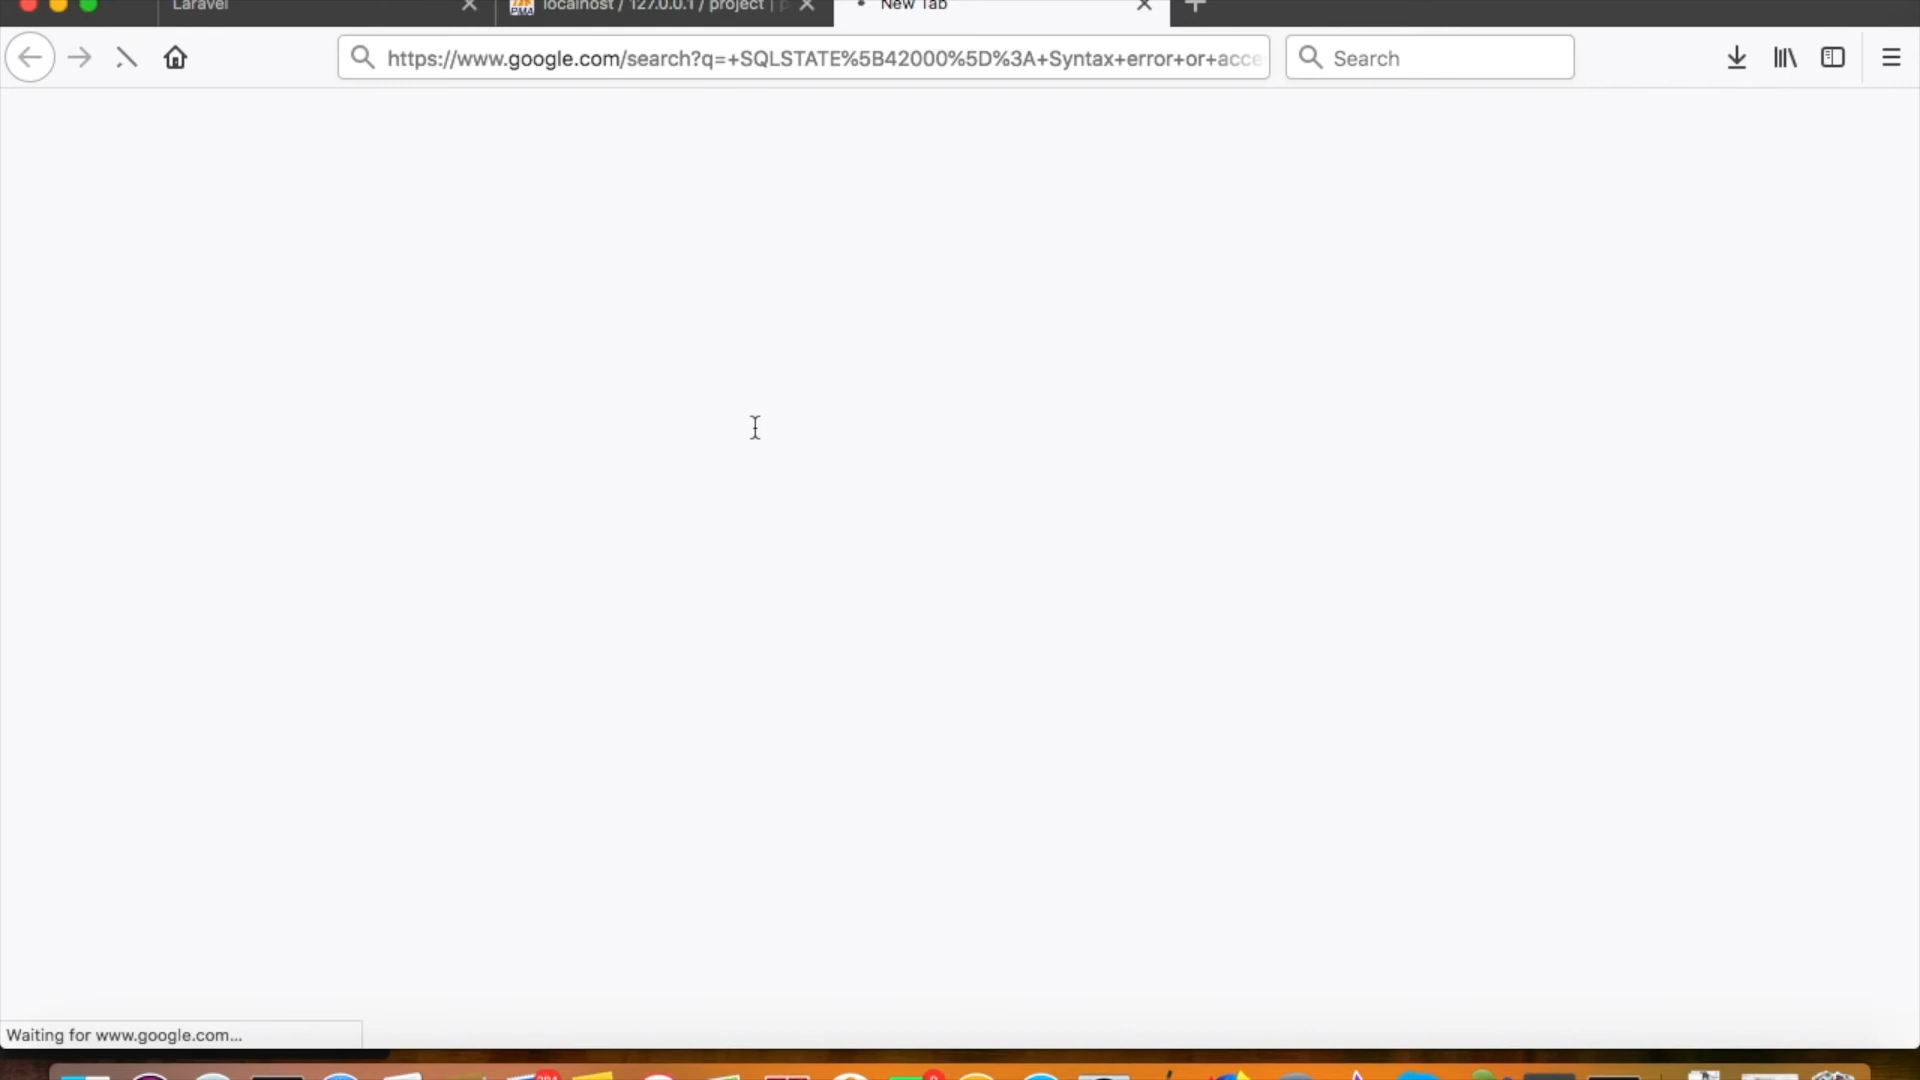 Laravel
localhost / 127.0.0.1 / project |
New Tab
https://www.google.com/search?q=+SQLSTATE%5B42000%5D%3A+Syntax+error+or+acce
Search
Waiting for www.google.com...